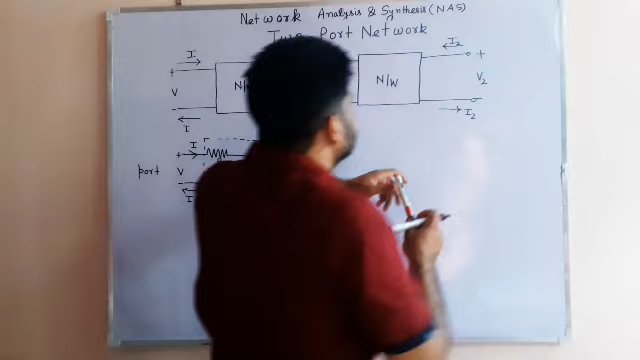 Network Analysis & Synthesis (NAS)
Two Port Network
I I2
+ +
V N/W V2
I I2
port + I
V
I